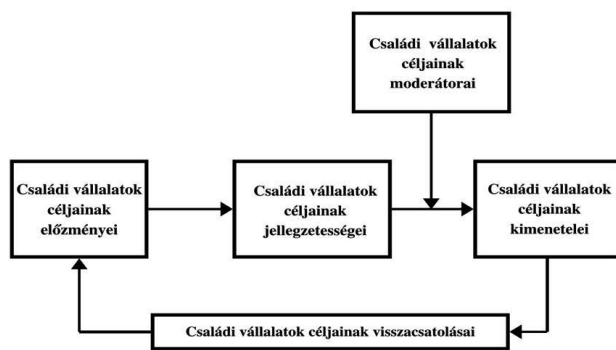 Családi vállalatok
céljainak
moderátorai
Családi vállalatok
céljainak
előzményei
Családi vállalatok
céljainak
jellegzetességei
Családi vállalatok
céljainak
kimenetelei
Családi vállalatok céljainak visszacsatolásai